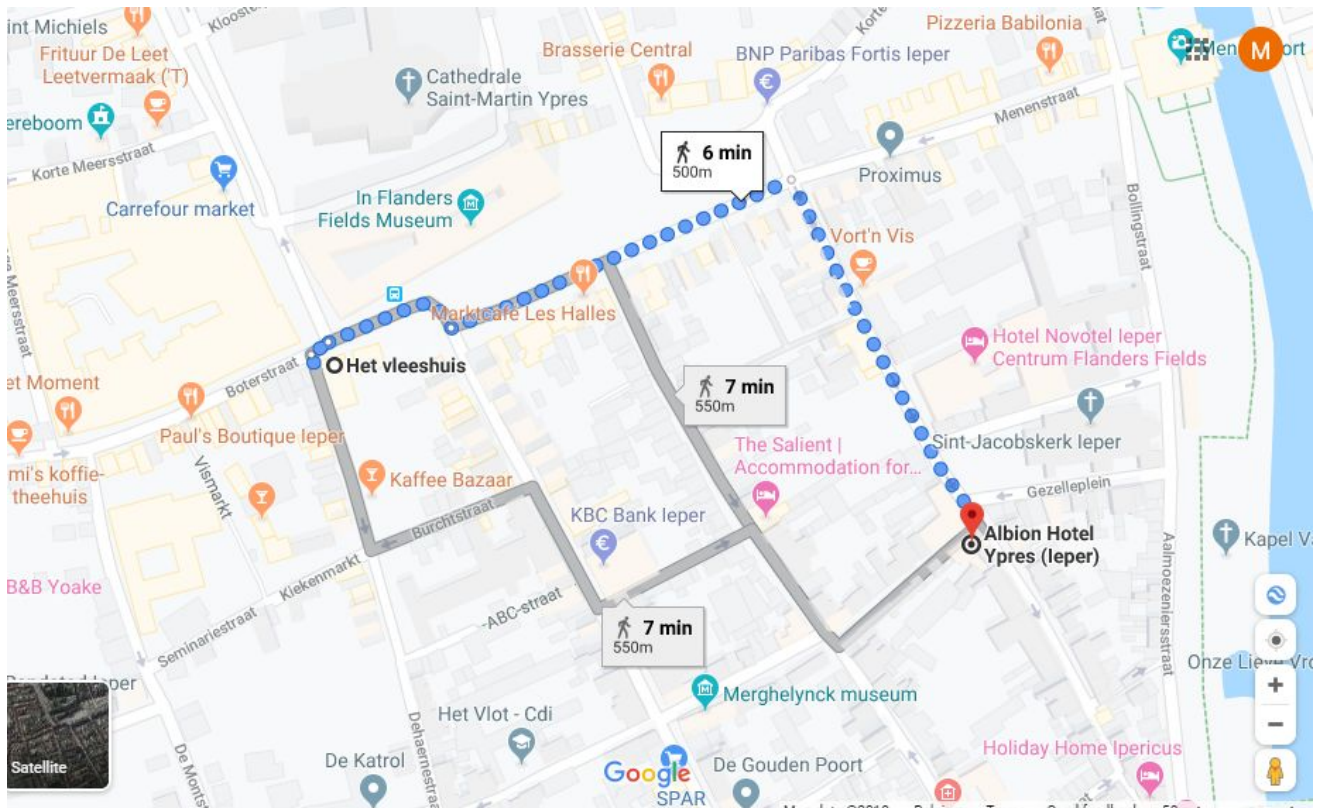 int Michiels
Frituur De Leet
Leetvermaak ('T)
ereboom
Korte Meersstraat
Carrefour market
Cathedrale
Saint-Martin Ypres
In Flanders
Fields Museum
Brasserie Central
BNP Paribas Fortis Ieper
Korte
Pizzeria Babilonia
M
Menenstraat
6 min
500m
Proximus
Bollingstraat
Vort'n Vis
Marktcafé Les Halles
Hotel Novotel Ieper
Centrum Flanders Fields
Het vleeshuis
Boterstraat
et Moment
7 min
550m
Paul's Boutique Ieper
Sint-Jacobskerk Ieper
The Salient |
Accommodation for...
mi's koffie-
theehuis
Vismarkt
Kaffee Bazaar
Burchtstraat
KBC Bank Ieper
€
Gezelleplein
Albion Hotel
Ypres (Ieper)
Kapel
Aalmoezeniersstraat
B&B Yoake
Kiekenmarkt
Seminariestraat
-ABC-straat
7 min
550m
Onze Lieve
Merghelynck museum
Het Vlot - Cdi
Dehaernestraat
De Katrol
Google
SPAR
De Gouden Poort
Holiday Home Ipericus
Satellite